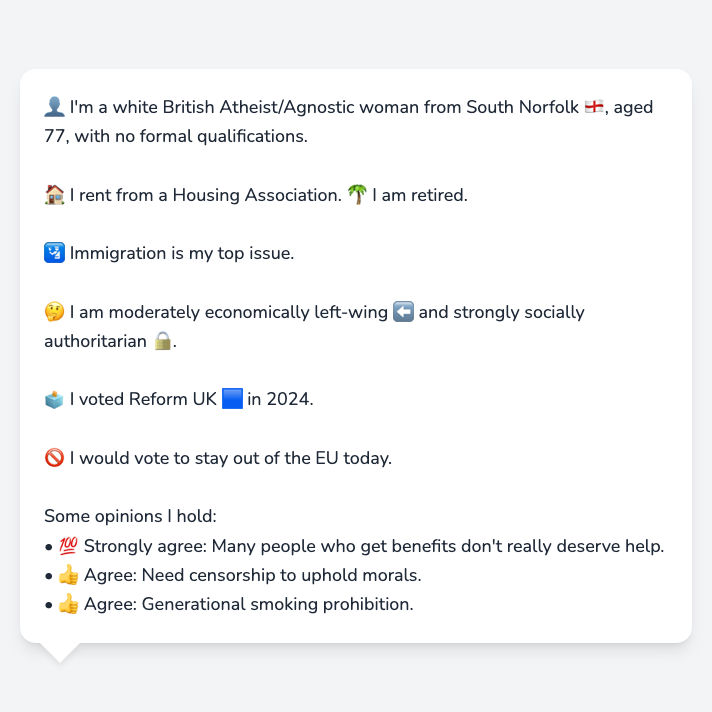 👤 I'm a white British Atheist/Agnostic woman from South Norfolk 🏴󠁧󠁢󠁥󠁮󠁧󠁿, aged
77, with no formal qualifications.
🏠 I rent from a Housing Association. 🌴 I am retired.
🛂 Immigration is my top issue.
🤔 I am moderately economically left-wing ⬅️ and strongly socially
authoritarian 🔒.
🗳️ I voted Reform UK 🟦 in 2024.
🚫 I would vote to stay out of the EU today.
Some opinions I hold:
• 💯 Strongly agree: Many people who get benefits don't really deserve help.
• 👍 Agree: Need censorship to uphold morals.
• 👍 Agree: Generational smoking prohibition.